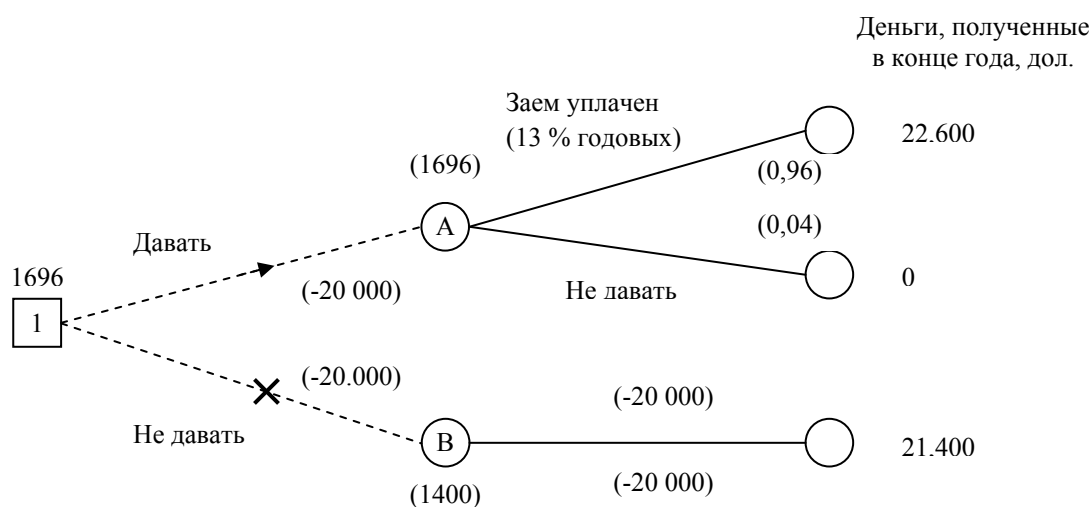 Деньги, полученные
в конце года, дол.
Заем уплачен
(13 % годовых)
22.600
(1696)
(0,96)
А
(0,04)
Давать
1696
(-20 000)
Не давать
0
1
(-20.000)
(-20 000)
Не давать
В
21.400
(1400)
(-20 000)